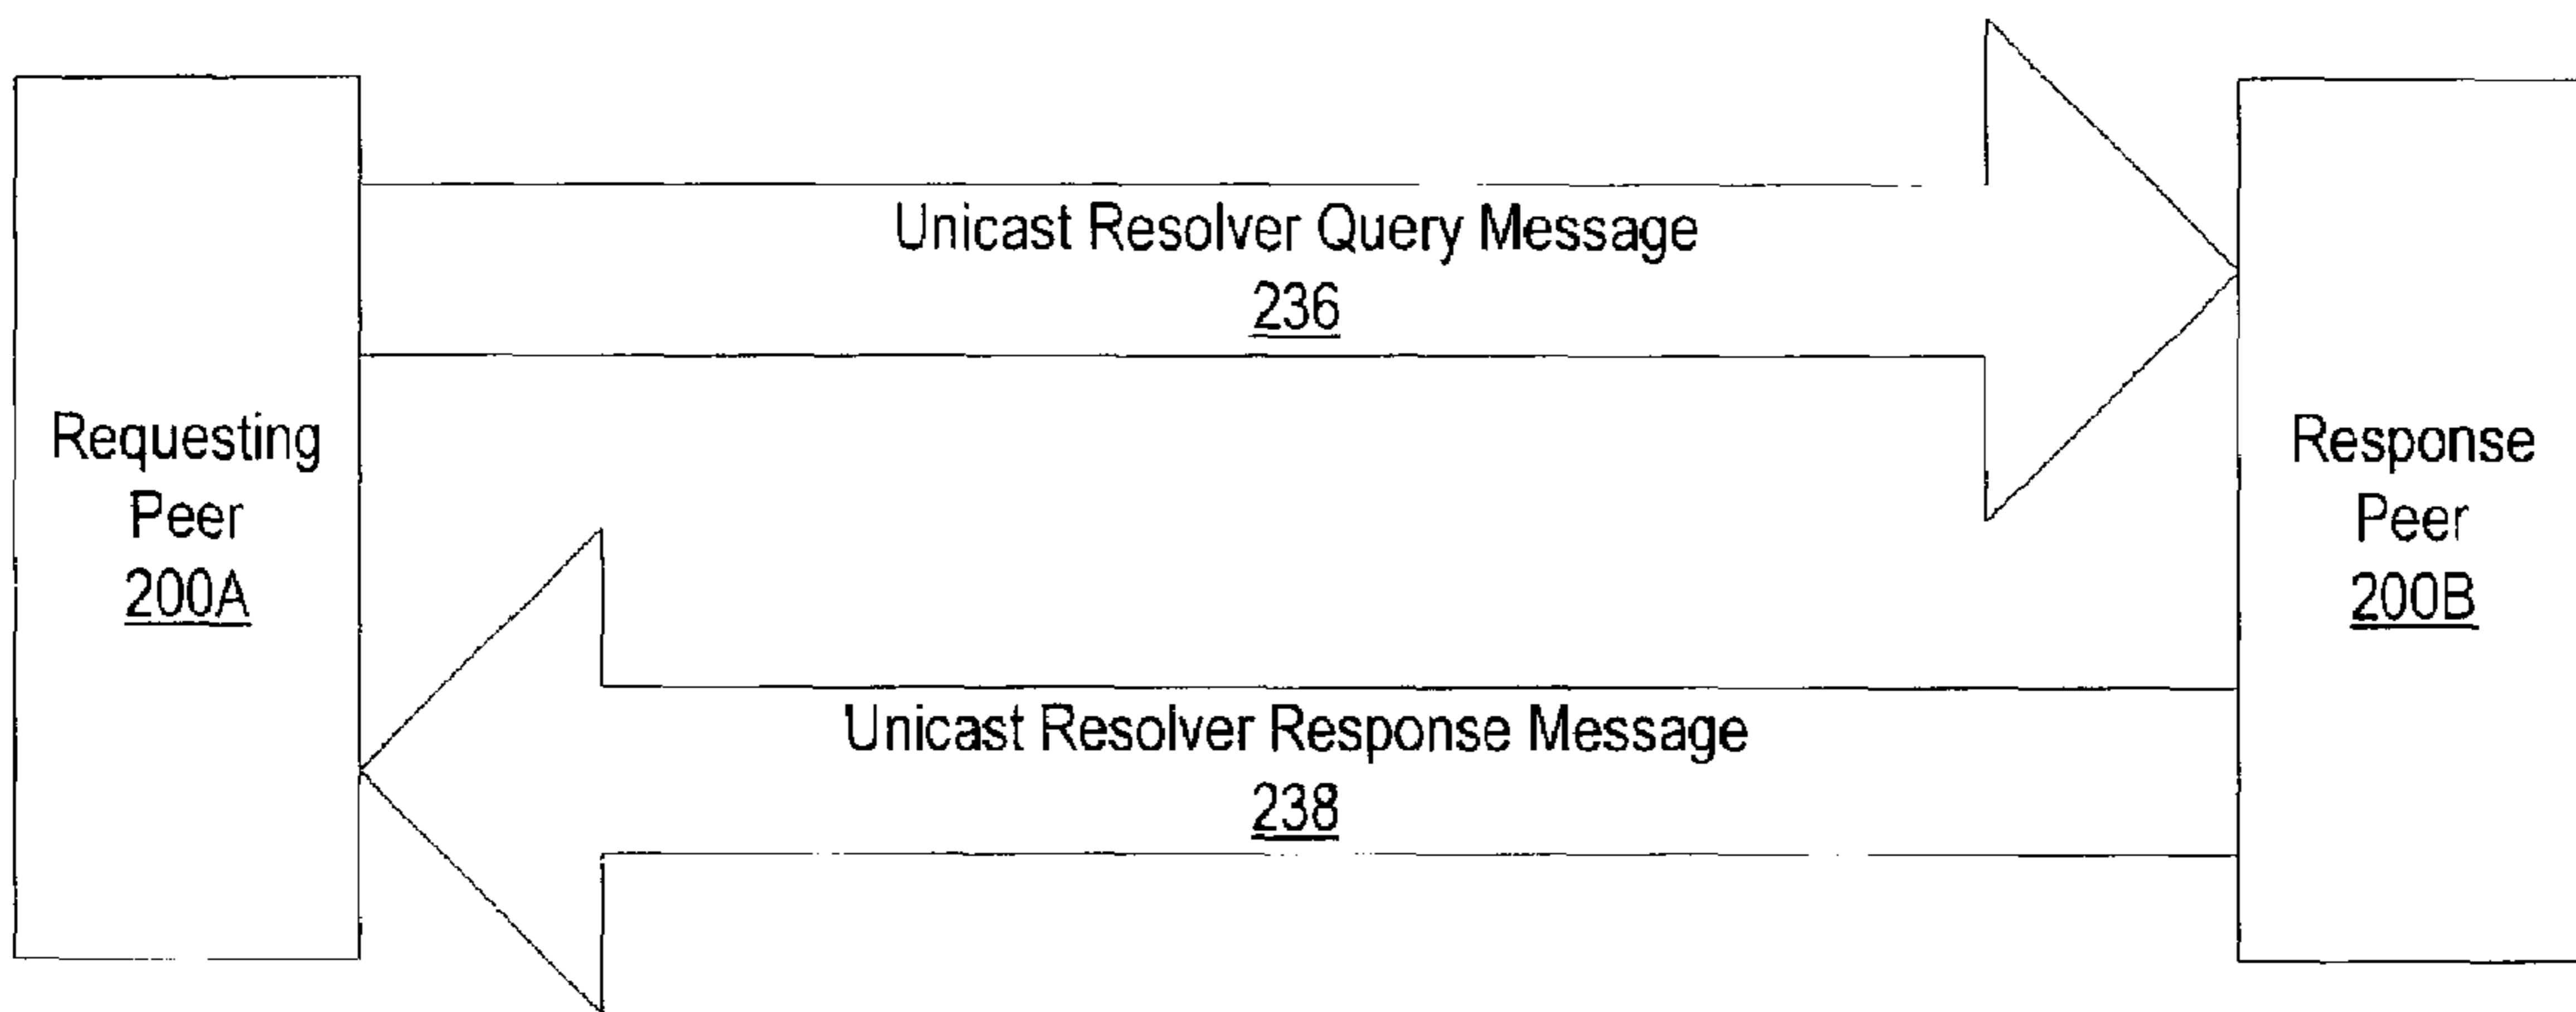 Unicast Resolver Query Message
236
Requesting
Peer
200A
Response
Peer
200B
Unicast Resolver Response Message
238